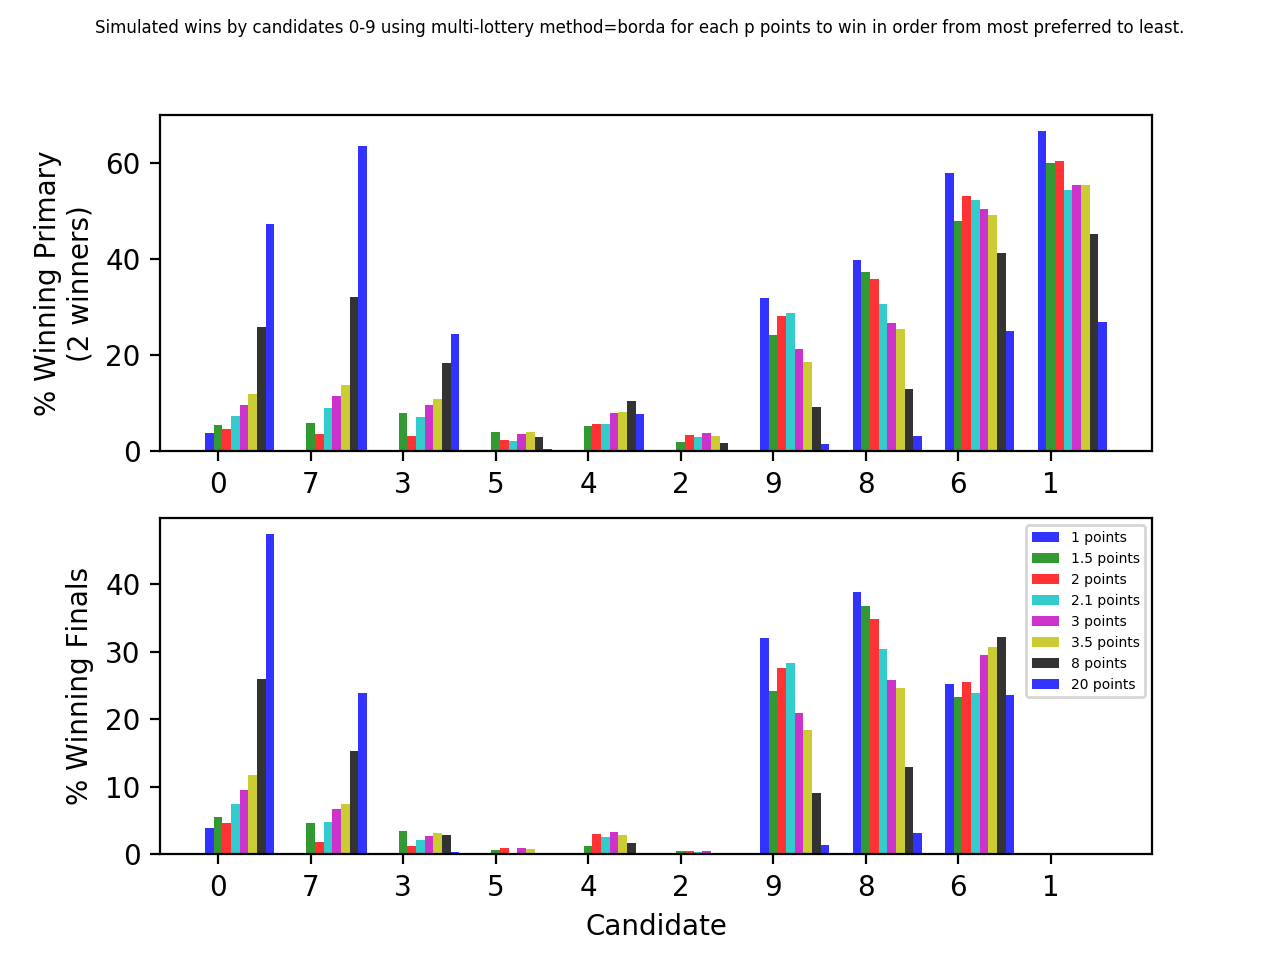 Simulated wins by candidates 0-9 using multi-lottery method=borda for each p points to win in order from most preferred to least.
% Winning Primary
(2 winners)
60
40
20
0
0 7 3 5 4 2 9 8 6 1
% Winning Finals
40
30
20
10
0
1 points
1.5 points
2 points
2.1 points
3 points
3.5 points
8 points
20 points
0 7 3 5 4 2 9 8 6 1
Candidate